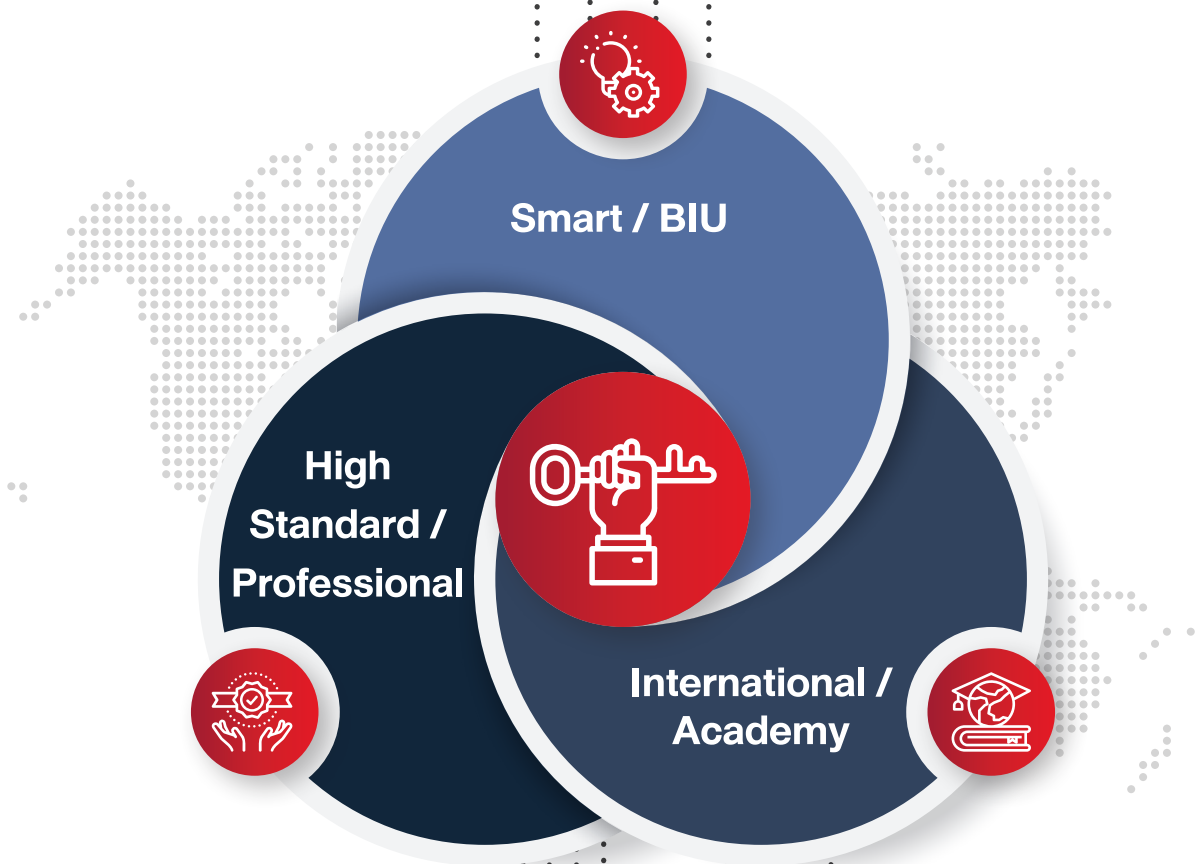 Smart / BIU
High
Standard /
Professional
International /
Academy